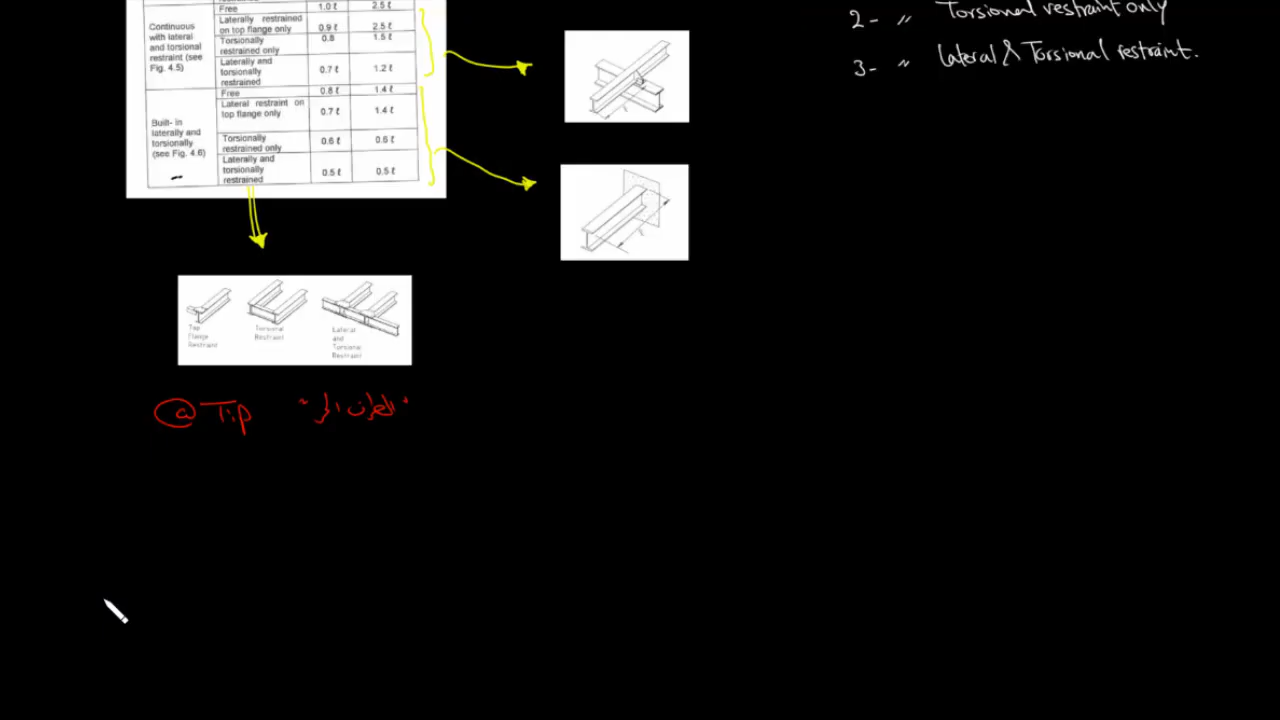 Free 1.0 ℓ 2.5 ℓ
Continuous with lateral and torsional restraint (see Fig. 4.5)
Laterally restrained on top flange only 0.9 ℓ 2.5 ℓ
Torsionally restrained only 0.8 1.5 ℓ
Laterally and torsionally restrained 0.7 ℓ 1.2 ℓ
Built- in laterally and torsionally (see Fig. 4.6)
Free 0.8 ℓ 1.4 ℓ
Lateral restraint on top flange only 0.7 ℓ 1.4 ℓ
Torsionally restrained only 0.6 ℓ 0.6 ℓ
Laterally and torsionally restrained 0.5 ℓ 0.5 ℓ
2- " Torsional restraint only
3- " lateral & Torsional restraint.
Top Flange Restraint
Torsional Restraint
Lateral and Torsional Restraint
@ Tip "الطرف الحر"